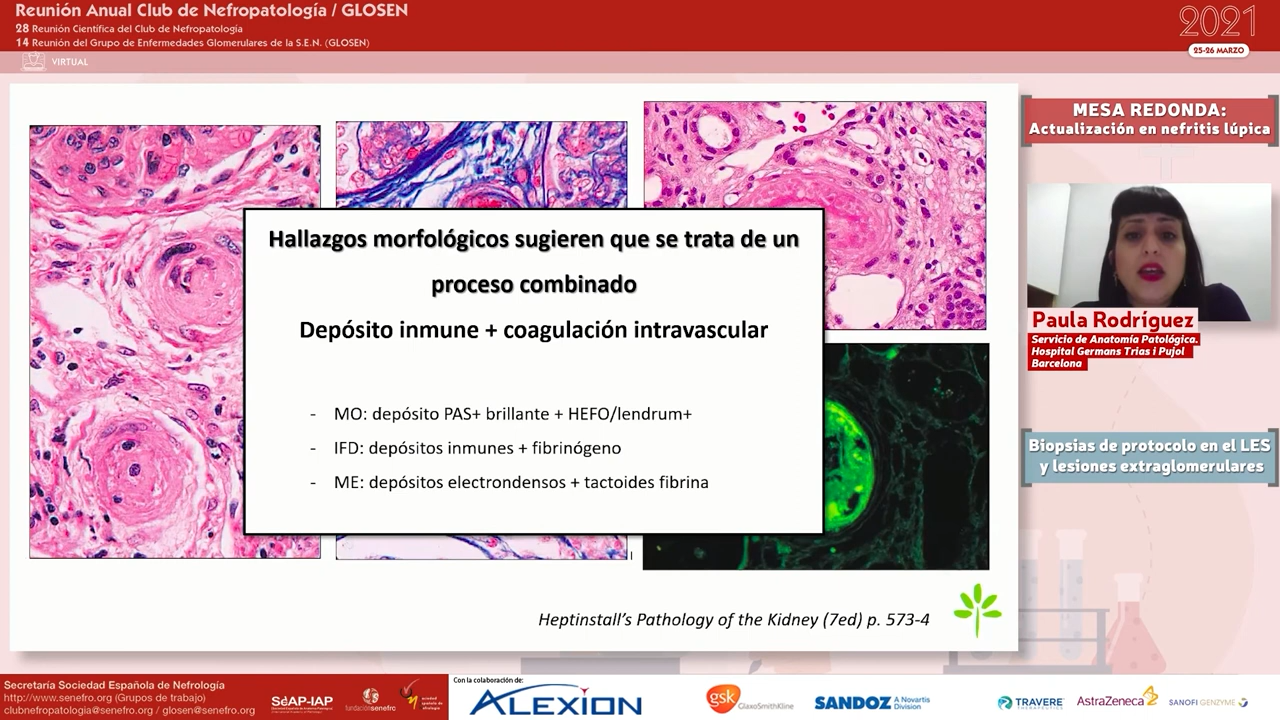 Reunión Anual Club de Nefropatología / GLOSEN
28 Reunión Científica del Club de Nefropatología
14 Reunión del Grupo de Enfermedades Glomerulares de la S.E.N. (GLOSEN)
2021
25-26 MARZO
VIRTUAL
MESA REDONDA:
Actualización en nefritis lúpica
Hallazgos morfológicos sugieren que se trata de un
proceso combinado
Depósito inmune + coagulación intravascular
- MO: depósito PAS+ brillante + HEFO/lendrum+
- IFD: depósitos inmunes + fibrinógeno
- ME: depósitos electrondensos + tactoides fibrina
Heptinstall's Pathology of the Kidney (7ed) p. 573-4
Paula Rodríguez
Servicio de Anatomía Patológica.
Hospital Germans Trias i Pujol
Barcelona
Biopsias de protocolo en el LES
y lesiones extraglomerulares
Secretaría Sociedad Española de Nefrología
http://www.senefro.org (Grupos de trabajo)
clubnefropatologia@senefro.org / glosen@senefro.org
SEAP-IAP
fundaciónsenefro
Con la colaboración de:
ALEXION
gsk
GlaxoSmithKline
SANDOZ A Novartis
Division
TRAVERE
THERAPEUTICS
AstraZeneca
SANOFI GENZYME